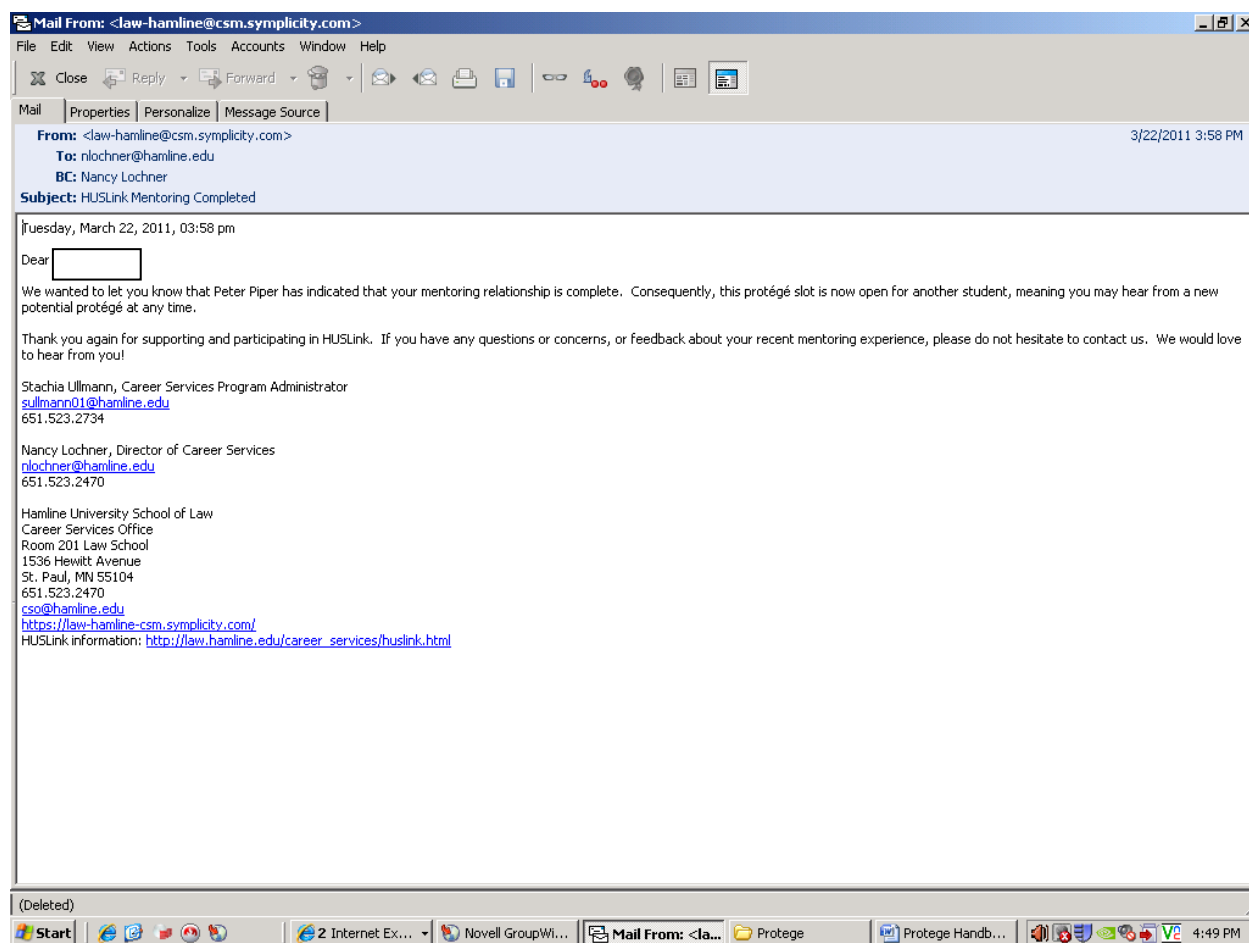 Mail From: <law-hamline@csm.symplicity.com>
File Edit View Actions Tools Accounts Window Help
Close Reply Forward
Mail Properties Personalize Message Source
From: <law-hamline@csm.symplicity.com> 3/22/2011 3:58 PM
To: nlochner@hamline.edu
BC: Nancy Lochner
Subject: HUSLink Mentoring Completed
Tuesday, March 22, 2011, 03:58 pm
Dear
We wanted to let you know that Peter Piper has indicated that your mentoring relationship is complete. Consequently, this protégé slot is now open for another student, meaning you may hear from a new
potential protégé at any time.
Thank you again for supporting and participating in HUSLink. If you have any questions or concerns, or feedback about your recent mentoring experience, please do not hesitate to contact us. We would love
to hear from you!
Stachia Ullmann, Career Services Program Administrator
sullmann01@hamline.edu
651.523.2734
Nancy Lochner, Director of Career Services
nlochner@hamline.edu
651.523.2470
Hamline University School of Law
Career Services Office
Room 201 Law School
1536 Hewitt Avenue
St. Paul, MN 55104
651.523.2470
cso@hamline.edu
https://law-hamline-csm.symplicity.com/
HUSLink information: http://law.hamline.edu/career_services/huslink.html
(Deleted)
Start 2 Internet Ex... Novell GroupWi... Mail From: <la... Protege Protege Handb... 4:49 PM